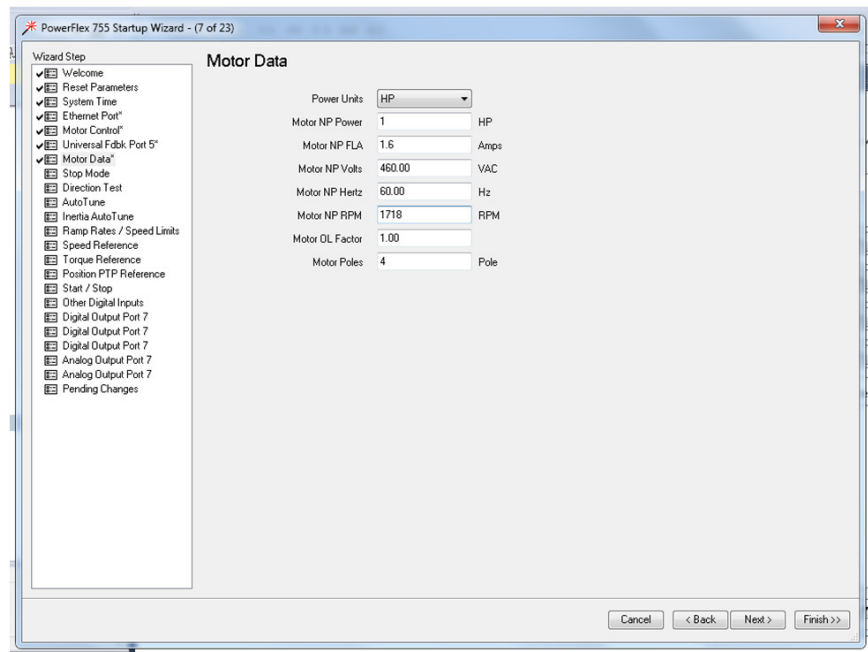 PowerFlex 755 Startup Wizard - (7 of 23)
Wizard Step
Welcome
Reset Parameters
System Time
Ethernet Port*
Motor Control*
Universal Fdbk Port 5*
Motor Data*
Stop Mode
Direction Test
AutoTune
Inertia AutoTune
Ramp Rates / Speed Limits
Speed Reference
Torque Reference
Position PTP Reference
Start / Stop
Other Digital Inputs
Digital Output Port 7
Digital Output Port 7
Digital Output Port 7
Analog Output Port 7
Analog Output Port 7
Pending Changes
Motor Data
Power Units HP
Motor NP Power 1 HP
Motor NP FLA 1.6 Amps
Motor NP Volts 460.00 VAC
Motor NP Hertz 60.00 Hz
Motor NP RPM 1718 RPM
Motor OL Factor 1.00
Motor Poles 4 Pole
Cancel < Back Next > Finish >>